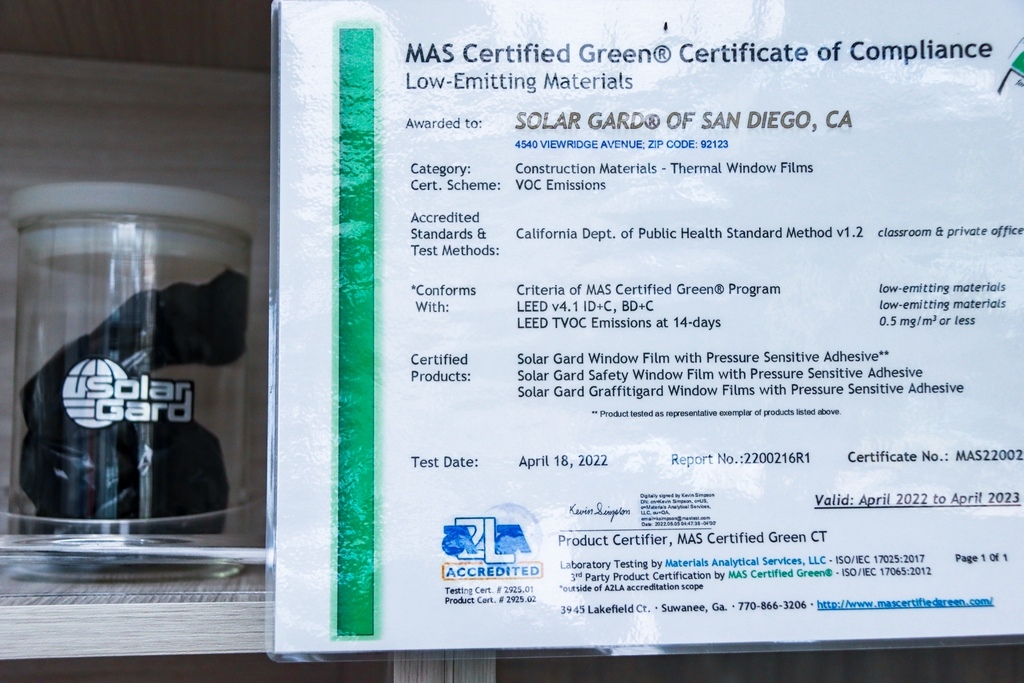 MAS Certified Green® Certificate of Compliance
Low-Emitting Materials
Awarded to: SOLAR GARD® OF SAN DIEGO, CA
4540 VIEWRIDGE AVENUE; ZIP CODE: 92123
Category: Construction Materials - Thermal Window Films
Cert. Scheme: VOC Emissions
Accredited
Standards & California Dept. of Public Health Standard Method v1.2 classroom & private office
Test Methods:
*Conforms Criteria of MAS Certified Green® Program low-emitting materials
With: LEED v4.1 ID+C, BD+C low-emitting materials
LEED TVOC Emissions at 14-days 0.5 mg/m³ or less
Certified Solar Gard Window Film with Pressure Sensitive Adhesive**
Products: Solar Gard Safety Window Film with Pressure Sensitive Adhesive
Solar Gard Graffitigard Window Films with Pressure Sensitive Adhesive
** Product tested as representative exemplar of products listed above.
Test Date: April 18, 2022 Report No.:2200216R1 Certificate No.: MAS22002
Valid: April 2022 to April 2023
Kevin Simpson
Digitally signed by Kevin Simpson
Product Certifier, MAS Certified Green CT
Laboratory Testing by Materials Analytical Services, LLC - ISO/IEC 17025:2017 Page 1 Of 1
3rd Party Product Certification by MAS Certified Green® - ISO/IEC 17065:2012
*outside of A2LA accreditation scope
3945 Lakefield Ct. · Suwanee, Ga. · 770-866-3206 · http://www.mascertifiedgreen.com/
A2LA
ACCREDITED
Testing Cert. # 2925.01
Product Cert. # 2925.02
Solar
Gard